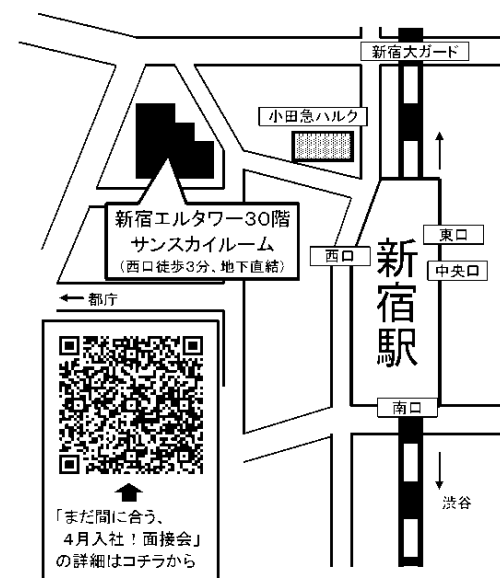 新宿大ガード
小田急ハルク
新宿エルタワー30階
サンスカイルーム
(西口徒歩3分、地下直結)
西口
東口
中央口
新宿駅
←都庁
南口
渋谷
「まだ間に合う、
4月入社!面接会」
の詳細はコチラから